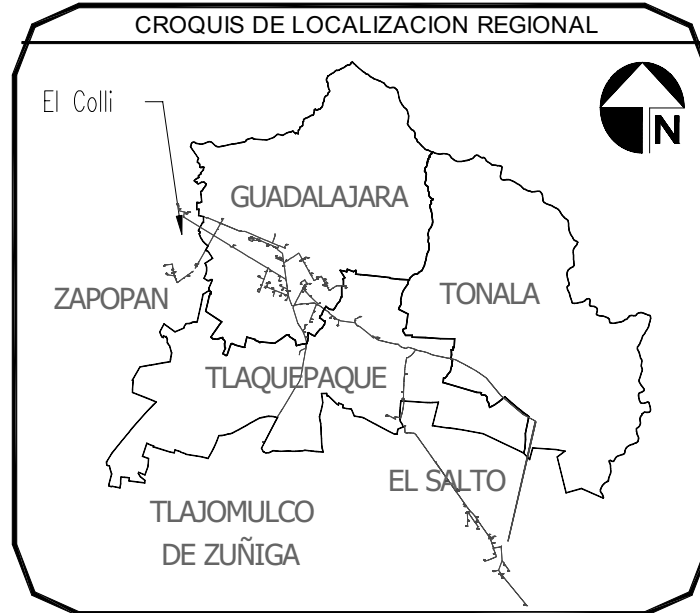 CROQUIS DE LOCALIZACION REGIONAL
El Colli
N
GUADALAJARA
ZAPOPAN
TONALA
TLAQUEPAQUE
EL SALTO
TLAJOMULCO
DE ZUÑIGA